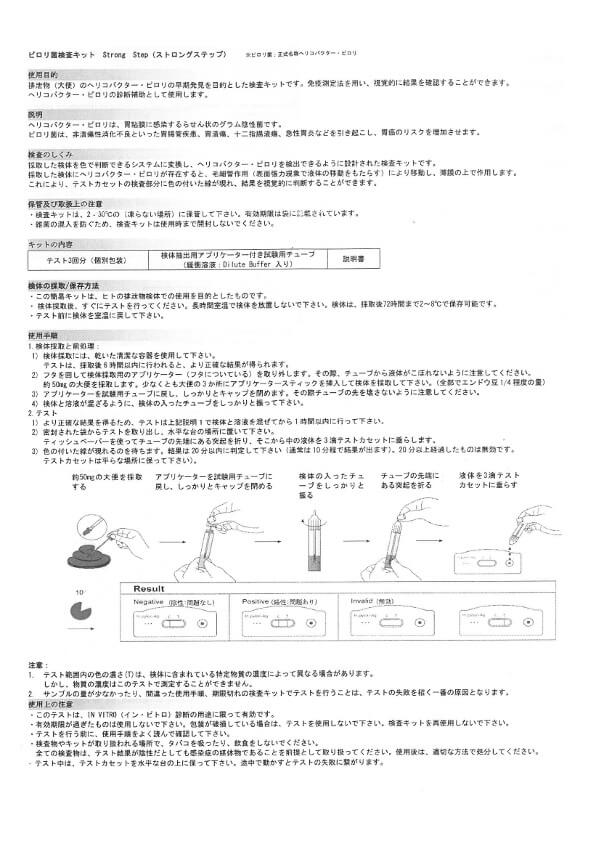 ピロリ菌検査キット Strong Step（ストロングステップ） ※ピロリ菌：正式名称ヘリコバクター・ピロリ
使用目的
排泄物（大便）のヘリコバクター・ピロリの早期発見を目的とした検査キットです。免疫測定法を用い、視覚的に結果を確認することができます。
ヘリコバクター・ピロリの診断補助として使用します。
説明
ヘリコバクター・ピロリは、胃粘膜に感染するらせん状のグラム陰性菌です。
ピロリ菌は、非潰瘍性消化不良といった胃腸管疾患、胃潰瘍、十二指腸潰瘍、急性胃炎などを引き起こし、胃癌のリスクを増加させます。
検査のしくみ
採取した検体を色で判断できるシステムに変換し、ヘリコバクター・ピロリを検出できるように設計された検査キットです。
採取した検体にヘリコバクター・ピロリが存在すると、毛細管作用（表面張力現象で液体の移動をもたらす）により移動し、薄膜の上で作用します。
これにより、テストカセットの検査部分に色の付いた線が現れ、結果を視覚的に判断することができます。
保管及び取扱上の注意
・検査キットは、2－30℃の（凍らない場所）に保管して下さい。有効期限は袋に記載されています。
・雑菌の混入を防ぐため、検査キットは使用時まで開封しないでください。
キットの内容
テスト3回分（個別包装） 検体抽出用アプリケーター付き試験用チューブ 説明書
（緩衝溶液：Dilute Buffer 入り）
検体の採取/保存方法
・この簡易キットは、ヒトの排泄物検体での使用を目的としたものです。
・検体採取後、すぐにテストを行ってください。長時間室温で検体を放置しないで下さい。検体は、採取後72時間まで2～8℃で保存可能です。
・テスト前に検体を室温に戻して下さい。
使用手順
1.検体採取と前処理：
1）検体採取には、乾いた清潔な容器を使用して下さい。
テストは、採取後6時間以内に行われると、より正確な結果が得られます。
2）フタを回して検体採取用のアプリケーター（フタについている）を取り外します。その際、チューブから液体がこぼれないように注意してください。
約50mgの大便を採取します。少なくとも大便の3か所にアプリケータースティックを挿入して検体を採取して下さい。（全部でエンドウ豆1/4程度の量）
3）アプリケーターを試験用チューブに戻し、しっかりとキャップを閉めます。その際チューブの先を壊さないように注意してください。
4）検体と溶液が混ざるように、検体の入ったチューブをしっかりと振って下さい。
2.テスト
1）より正確な結果を得るため、テストは上記説明1で検体と溶液を混ぜてから1時間以内に行って下さい。
2）密封された袋からテストを取り出し、水平な台の場所に置いて下さい。
ティッシュペーパーを使ってチューブの先端にある突起を折り、そこから中の液体を3滴テストカセットに垂らします。
3）色の付いた線が現れるのを待ちます。結果は20分以内に判定して下さい（通常は10分程で結果が出ます）。20分以上経過したものは無効です。
テストカセットは平らな場所に保って下さい。
約50mgの大便を採取する
アプリケーターを試験用チューブに戻し、しっかりとキャップを閉める
検体の入ったチューブをしっかりと振る
チューブの先端にある突起を折る
液体を3滴テストカセットに垂らす
10'
Result
Negative（陰性:問題なし） Positive（陽性:問題あり） Invalid（無効）
C T
C T
C T
注意：
1. テスト範囲内の色の濃さ(T)は、検体に含まれている特定物質の濃度によって異なる場合があります。
しかし、物質の濃度はこのテストで測定することができません。
2. サンプルの量が少なかったり、間違った使用手順、期限切れの検査キットでテストを行うことは、テストの失敗を招く一番の原因となります。
使用上の注意
・このテストは、IN VITRO（イン・ビトロ）診断の用途に限って有効です。
・有効期限が過ぎたものは使用しないで下さい。包装が破損している場合は、テストを使用しないで下さい。検査キットを再使用しないで下さい。
・テストを行う前に、使用手順をよく読んで確認して下さい。
・検査物やキットが取り扱われる場所で、タバコを吸ったり、飲食をしないでください。
全ての検査物は、テスト結果が陰性だとしても感染症の媒体物であることを前提として取り扱ってください。使用後は、適切な方法で処分してください。
・テスト中は、テストカセットを水平な台の上に保って下さい。途中で動かすとテストの失敗に繋がります。